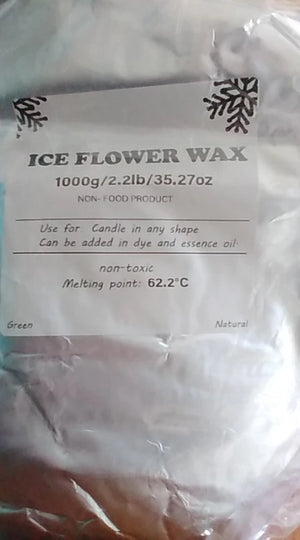 ICE FLOWER WAX
1000g/2.2lb/35.27oz
NON- FOOD PRODUCT
Use for Candle in any shape
Can be added in dye and essence oil.
non-toxic
Melting point: 62.2°C
Green Natural